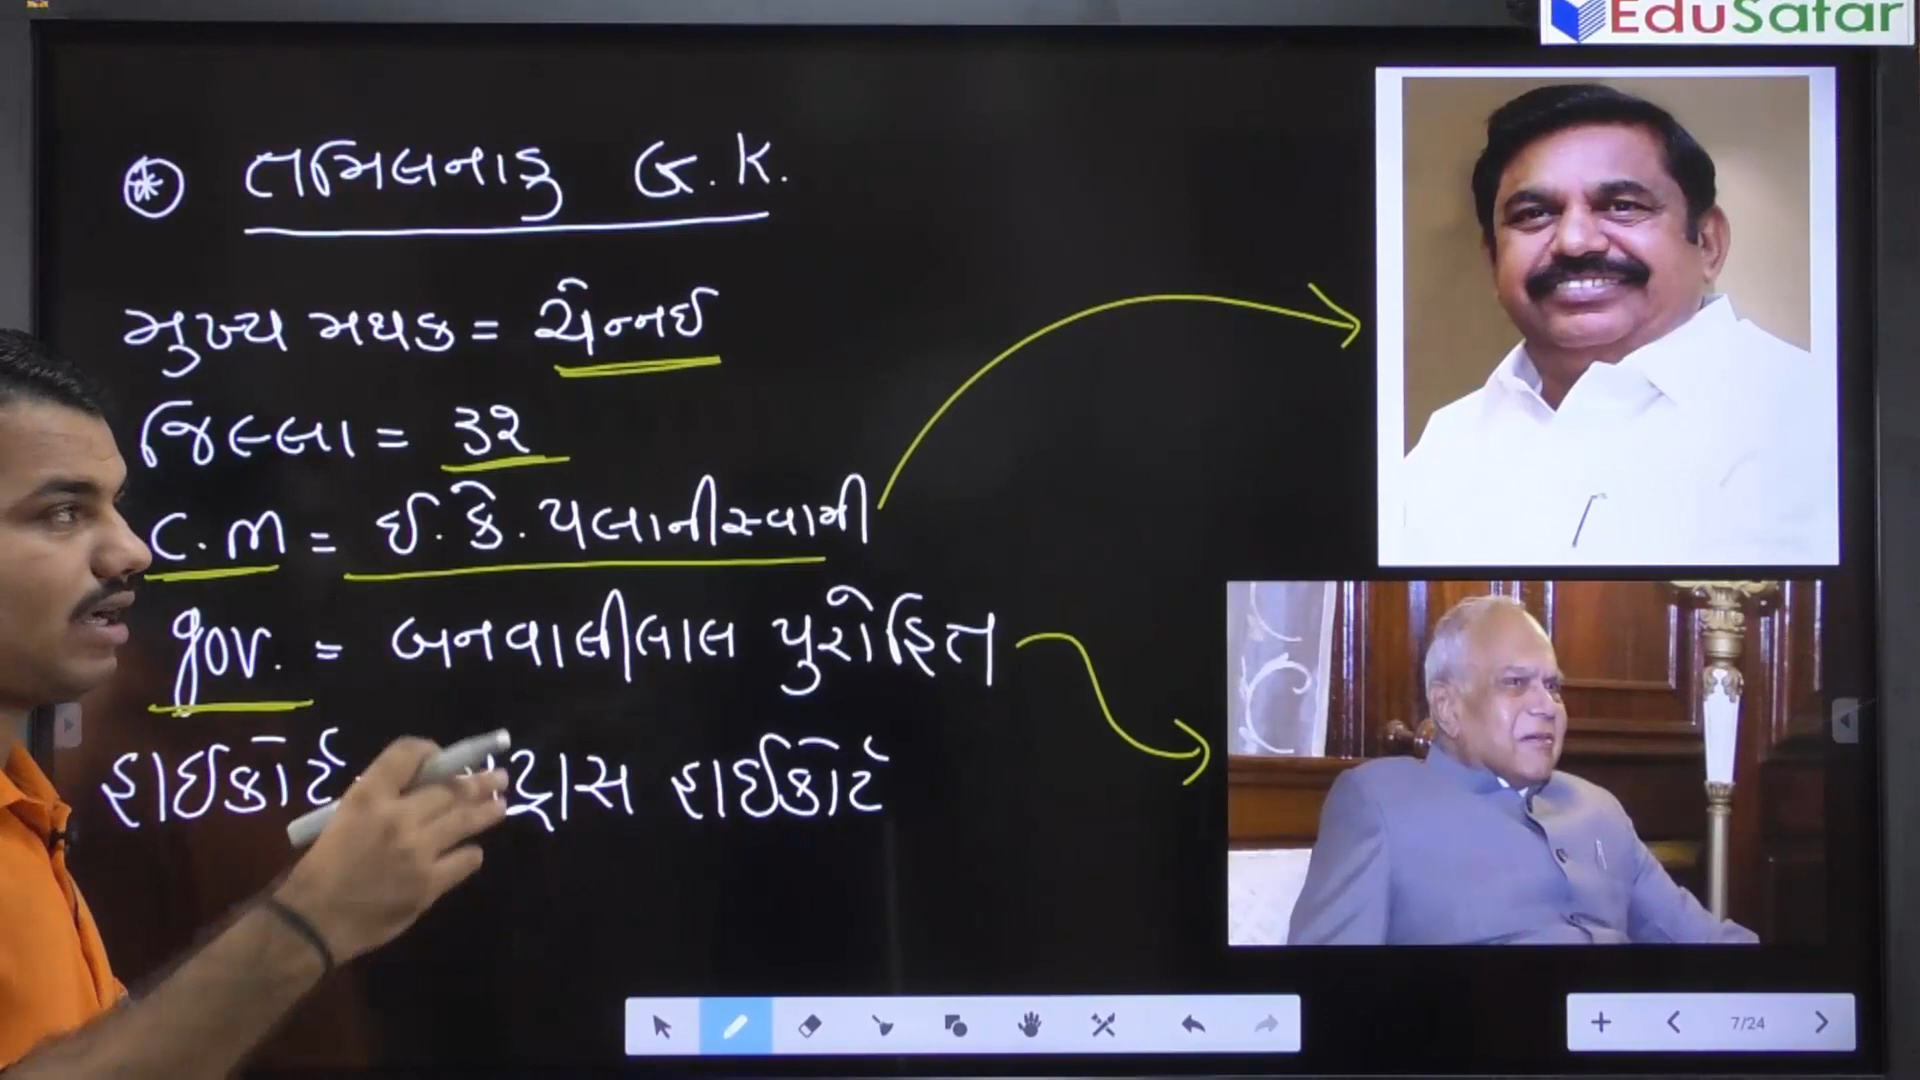 EduSafar
* તમિલનાડુ G.K.
મુખ્ય મથક = ચેન્નઈ
જિલ્લા = ૩૨
C.M = ઈ.કે. પલાનીસ્વામી
gov. = બનવારીલાલ પુરોહિત
હાઈકોર્ટ હાઈકોર્ટ
7/24